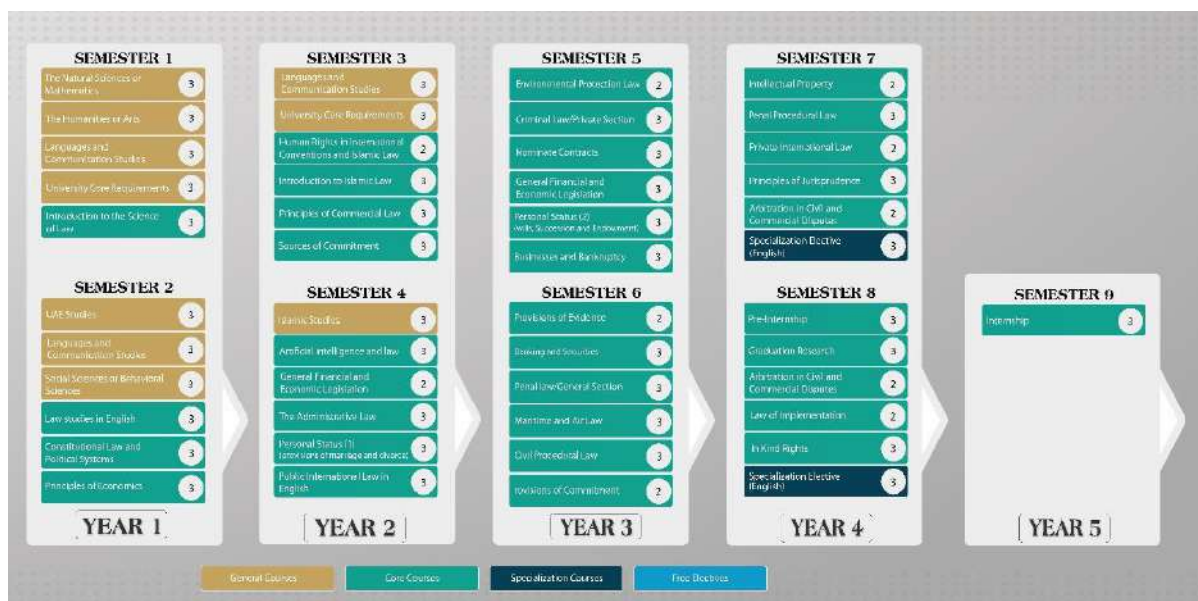 SEMESTER 1
The Natural Sciences or
Mathematics
3
The Humanities or Arts
3
Languages and
Communication Studies
3
University Core Requirements
3
Introduction to the Science
of Law
3
SEMESTER 2
UAE Studies
3
Languages and
Communication Studies
3
Social Sciences or Behavioral
Sciences
3
Law studies in English
3
Constitutional Law and
Political Systems
3
Principles of Economics
3
YEAR 1
SEMESTER 3
Languages and
Communication Studies
3
University Core Requirements
3
Human Rights in International
Conventions and Islamic Law
2
Introduction to Islamic Law
3
Principles of Commercial Law
3
Sources of Commitment
3
SEMESTER 4
Islamic Studies
3
Artificial intelligence and law
3
General Financial and
Economic Legislation
2
The Administrative Law
3
Personal Status (1)
(provisions of marriage and divorce)
3
Public International Law in
English
3
YEAR 2
SEMESTER 5
Environmental Protection Law
2
Criminal Law/Private Section
3
Nominate Contracts
3
General Financial and
Economic Legislation
3
Personal Status (2)
(wills, Succession and Endowment)
3
Businesses and Bankruptcy
3
SEMESTER 6
Provisions of Evidence
2
Banking and Securities
3
Penal law/General Section
3
Maritime and Air Law
3
Civil Procedural Law
3
rovisions of Commitment
2
YEAR 3
SEMESTER 7
Intellectual Property
2
Penal Procedural Law
3
Private International Law
2
Principles of Jurisprudence
3
Arbitration in Civil and
Commercial Disputes
2
Specialization Elective
(English)
3
SEMESTER 8
Pre-Internship
3
Graduation Research
3
Arbitration in Civil and
Commercial Disputes
2
Law of Implementation
2
In Kind Rights
3
Specialization Elective
(English)
3
YEAR 4
SEMESTER 9
Internship
3
YEAR 5
General Courses
Core Courses
Specialization Courses
Free Electives